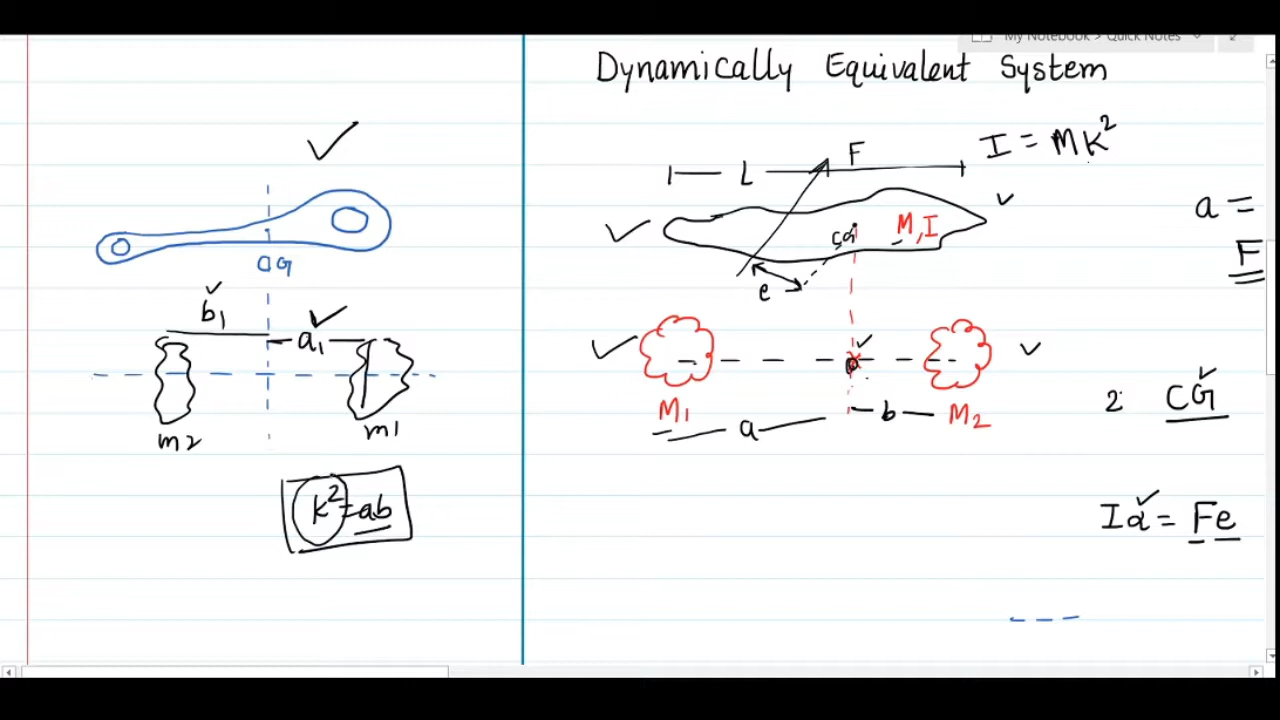 My Notebook > Quick Notes
Dynamically Equivalent System
CG
b1
a1
m2
m1
k²=ab
L
F
I = MK²
CG
M, I
e
M1
a
b
M2
a =
F
2: CG
Iα = Fe